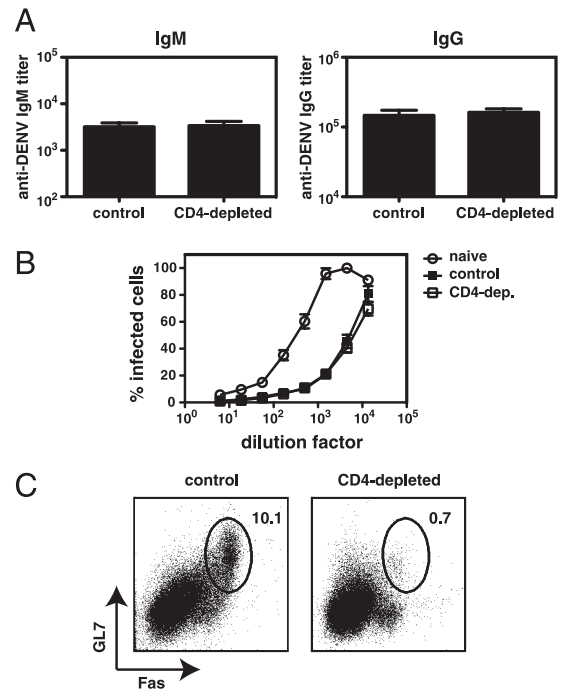 A
IgM
IgG
anti-DENV IgM titer
10^5
10^4
10^3
10^2
control
CD4-depleted
anti-DENV IgG titer
10^6
10^5
10^4
control
CD4-depleted
B
% infected cells
100
80
60
40
20
0
10^0
10^1
10^2
10^3
10^4
10^5
dilution factor
naive
control
CD4-dep.
C
control
CD4-depleted
10.1
0.7
GL7
Fas